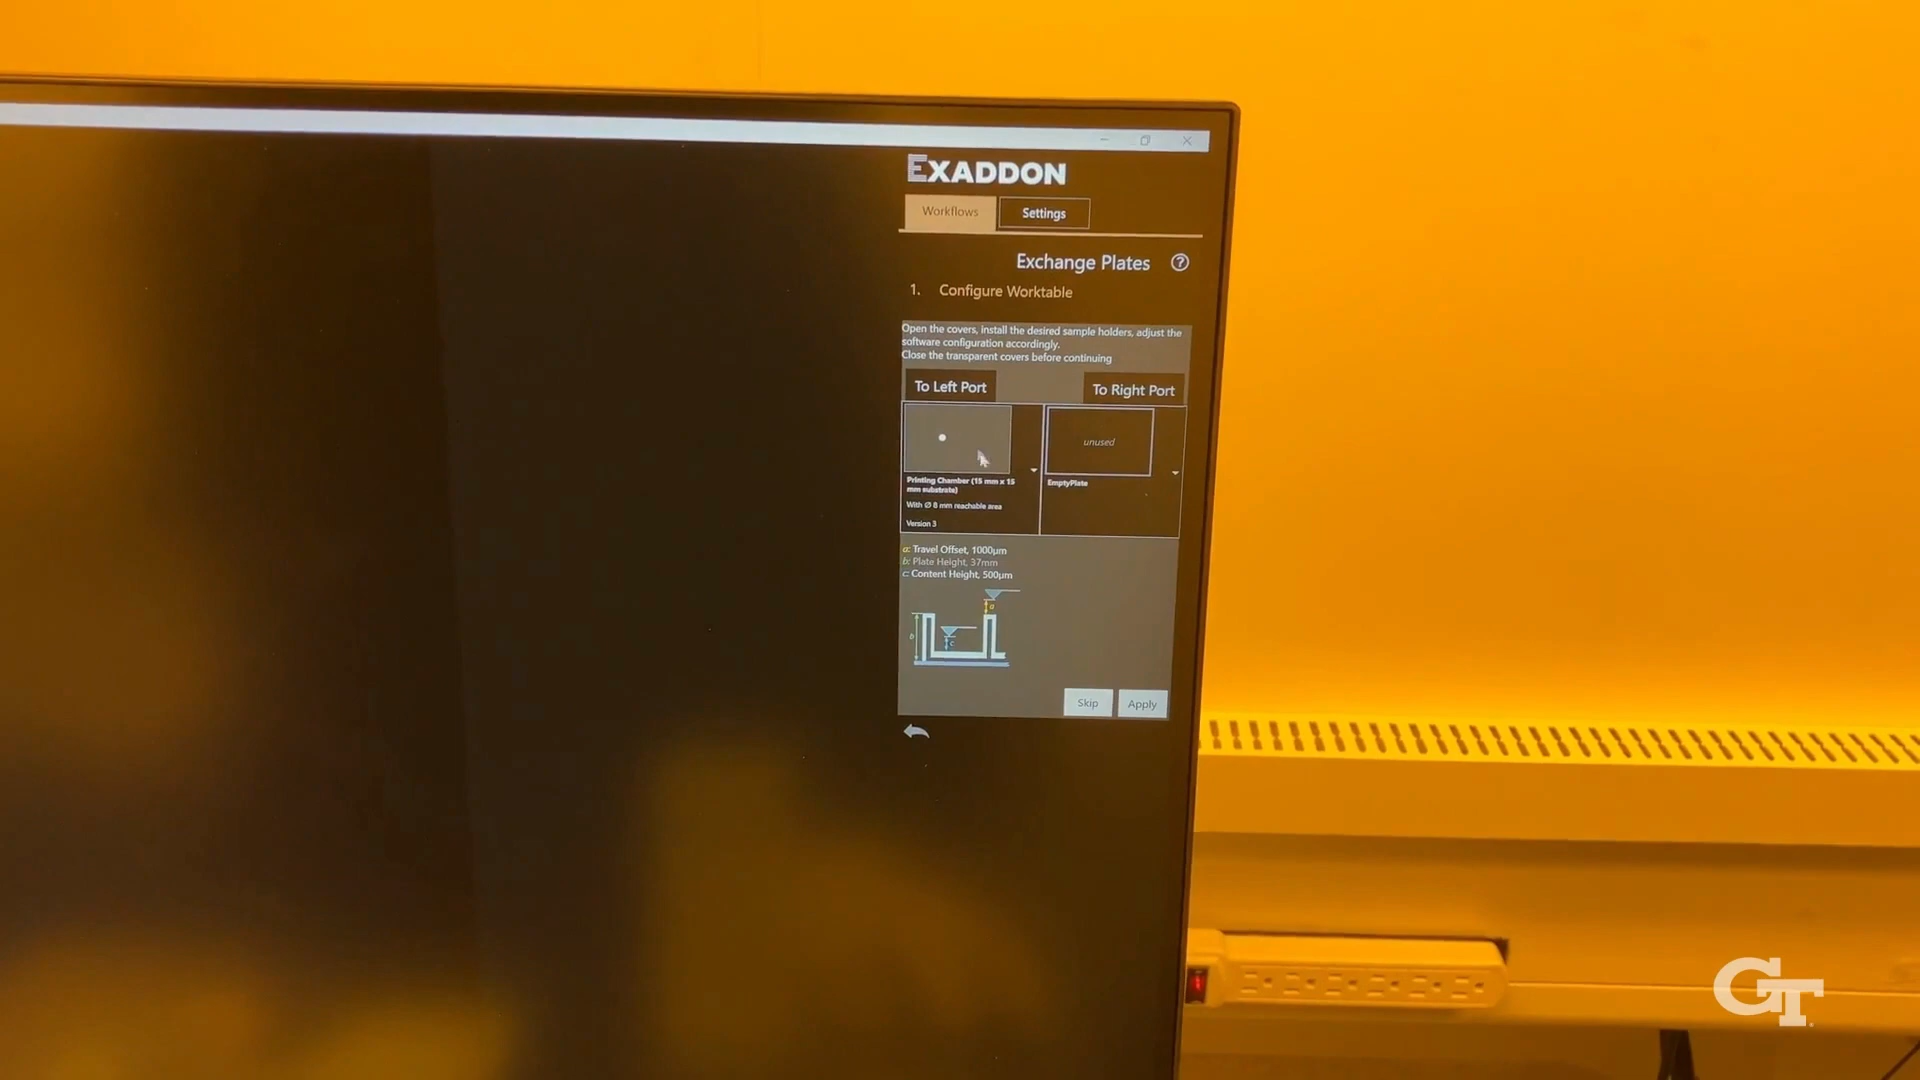 EXADDON
Workflows
Settings
Exchange Plates ?
1. Configure Worktable
Open the covers, install the desired sample holders, adjust the
software configuration accordingly.
Close the transparent covers before continuing
To Left Port
To Right Port
unused
Printing Chamber (15 mm x 15
mm substrate)
With Ø 8 mm reachable area
Version 3
EmptyPlate
a: Travel Offset, 1000µm
b: Plate Height, 37mm
c: Content Height, 500µm
a
b
c
Skip
Apply
GT